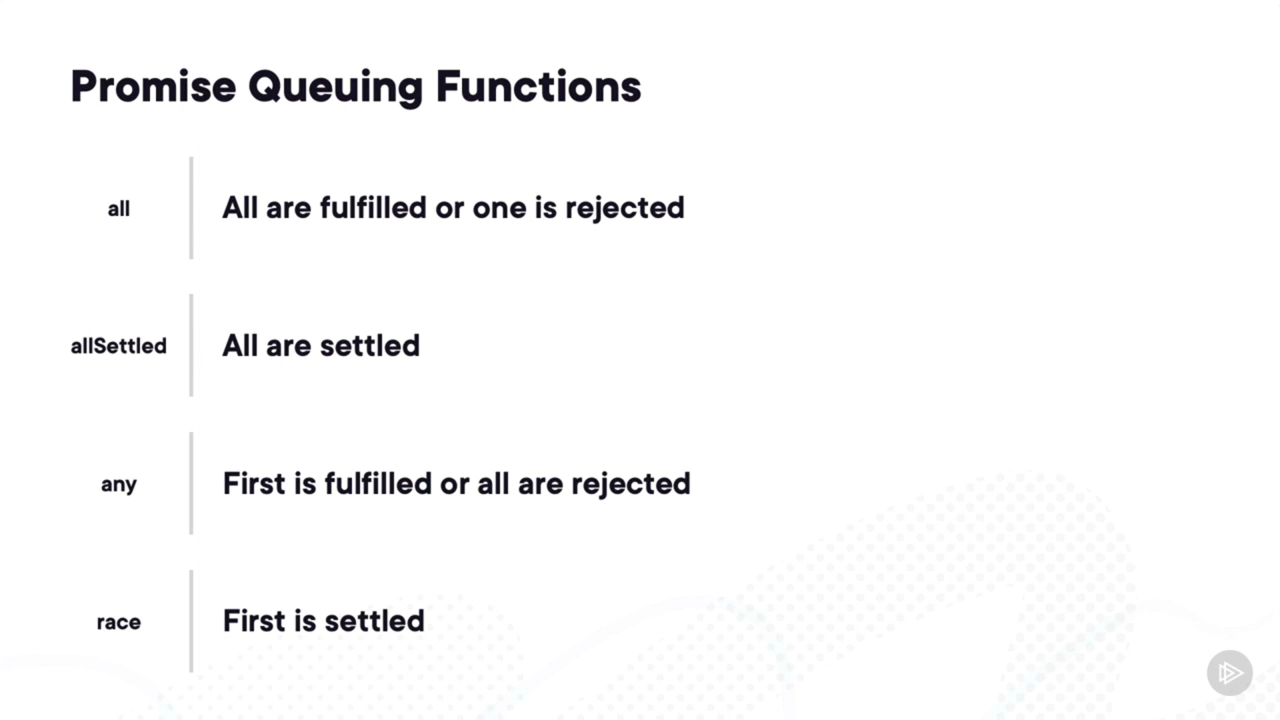 Promise Queuing Functions
all
All are fulfilled or one is rejected
allSettled
All are settled
any
First is fulfilled or all are rejected
race
First is settled